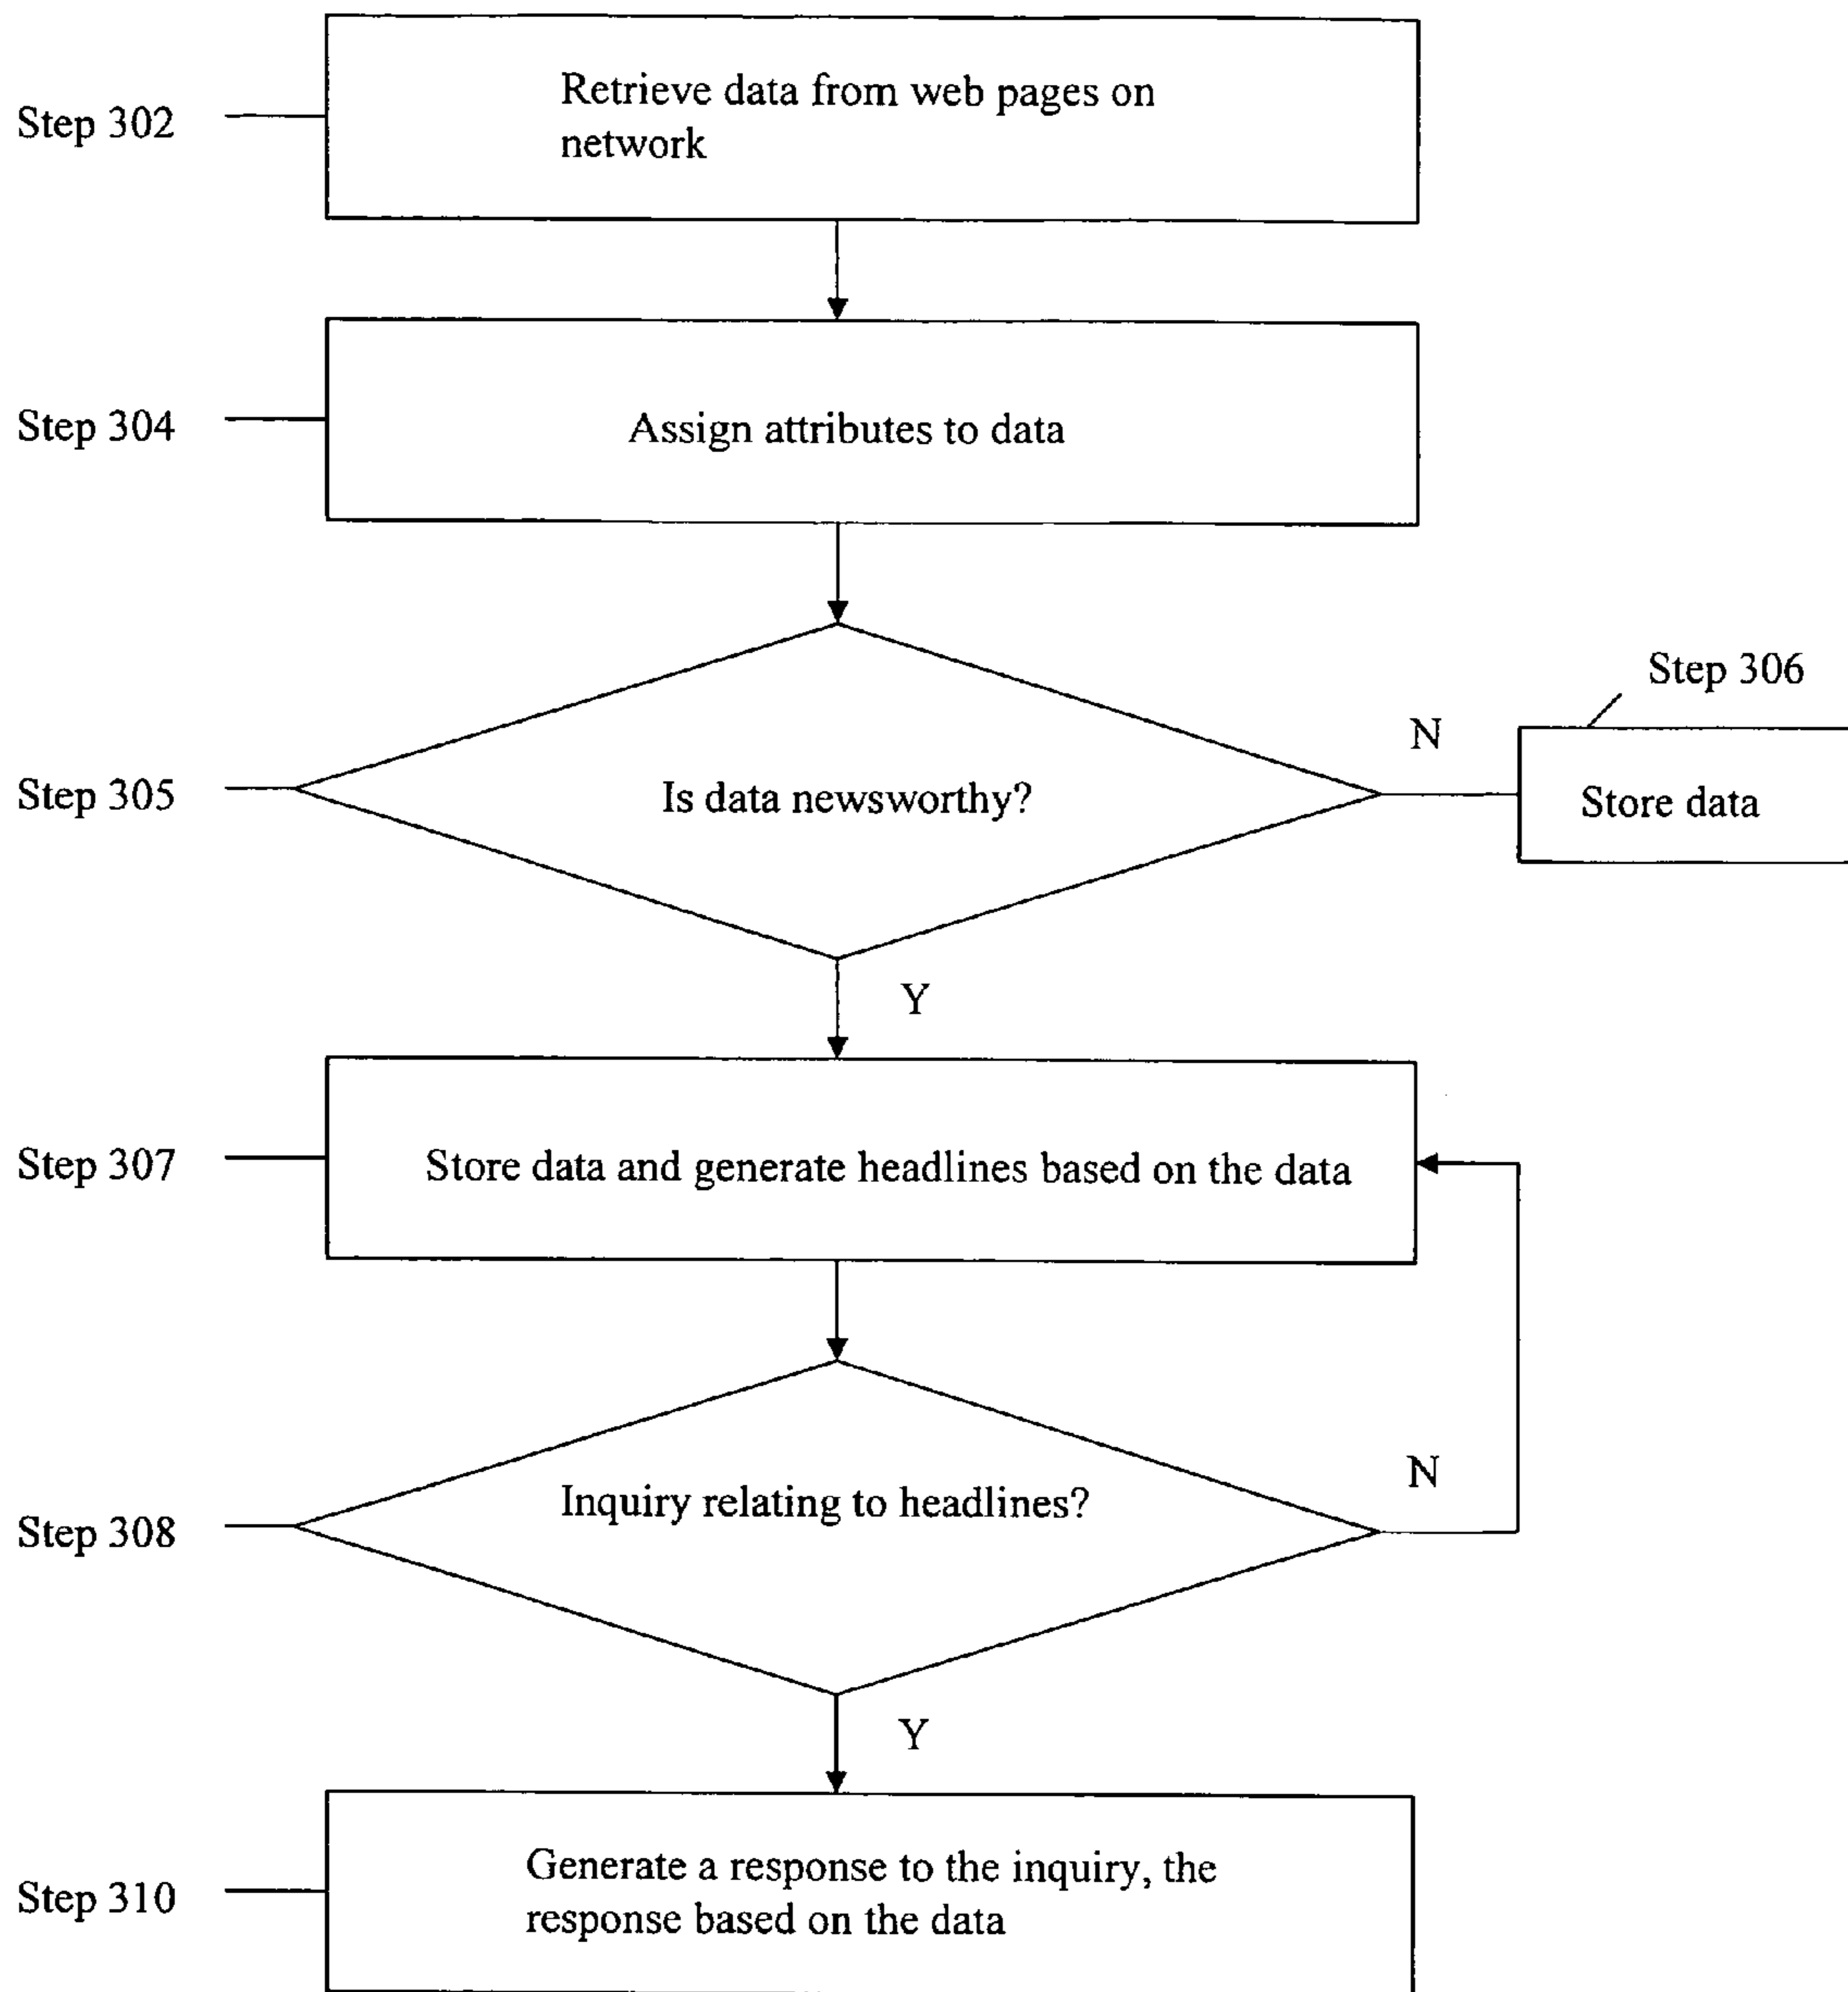 Retrieve data from web pages on
network
Step 302
Assign attributes to data
Step 304
Step 306
N
Is data newsworthy?
Step 305
Store data
Y
Store data and generate headlines based on the data
Step 307
N
Inquiry relating to headlines?
Step 308
Y
Generate a response to the inquiry, the
response based on the data
Step 310